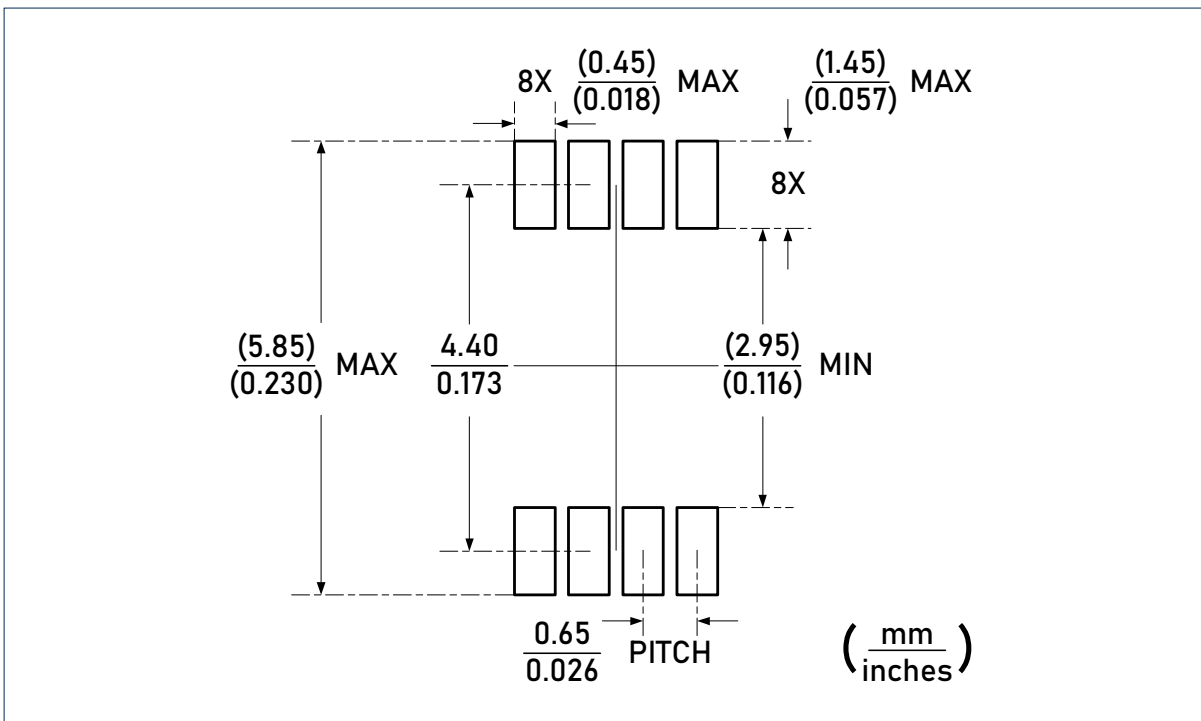 8X (0.45) MAX
(0.018)
(1.45) MAX
(0.057)
8X
(5.85) MAX
(0.230)
4.40
0.173
(2.95) MIN
(0.116)
0.65 PITCH
0.026
(mm
inches)